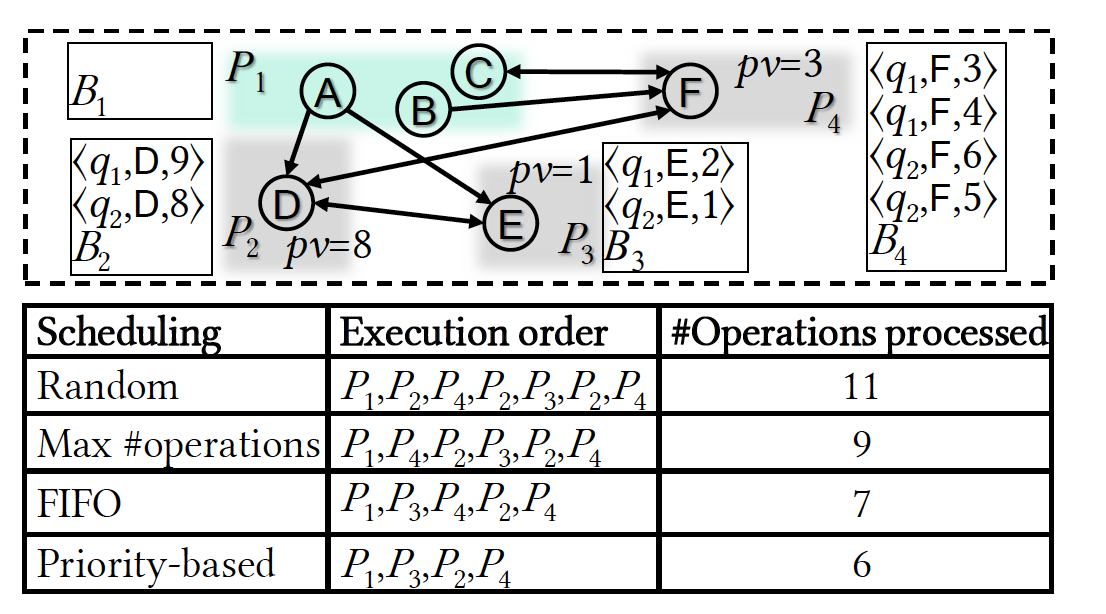 B1
P1
A
C
B
F
pv=3
P4
⟨q1,F,3⟩
⟨q1,F,4⟩
⟨q2,F,6⟩
⟨q2,F,5⟩
B4
⟨q1,D,9⟩
⟨q2,D,8⟩
B2
D
P2
pv=8
pv=1
E
P3
⟨q1,E,2⟩
⟨q2,E,1⟩
B3
Scheduling Execution order #Operations processed
Random P1,P2,P4,P2,P3,P2,P4 11
Max #operations P1,P4,P2,P3,P2,P4 9
FIFO P1,P3,P4,P2,P4 7
Priority-based P1,P3,P2,P4 6